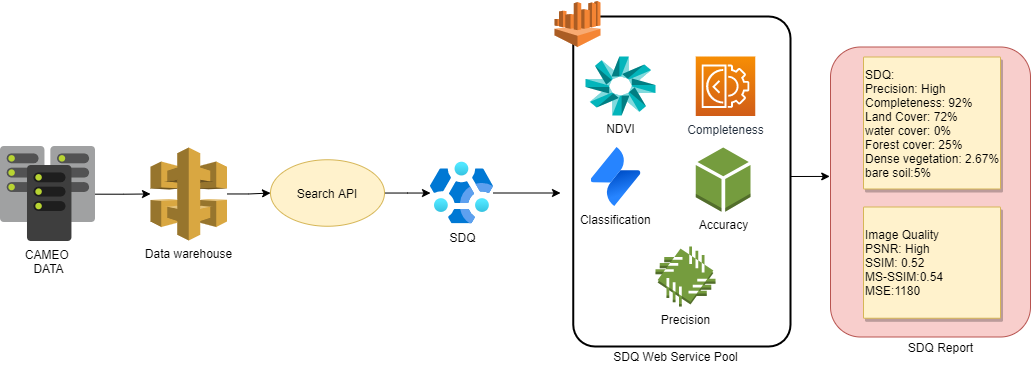 CAMEO
DATA
Data warehouse
Search API
SDQ
NDVI
Completeness
Classification
Accuracy
Precision
SDQ Web Service Pool
SDQ:
Precision: High
Completeness: 92%
Land Cover: 72%
water cover: 0%
Forest cover: 25%
Dense vegetation: 2.67%
bare soil:5%
Image Quality
PSNR: High
SSIM: 0.52
MS-SSIM:0.54
MSE:1180
SDQ Report